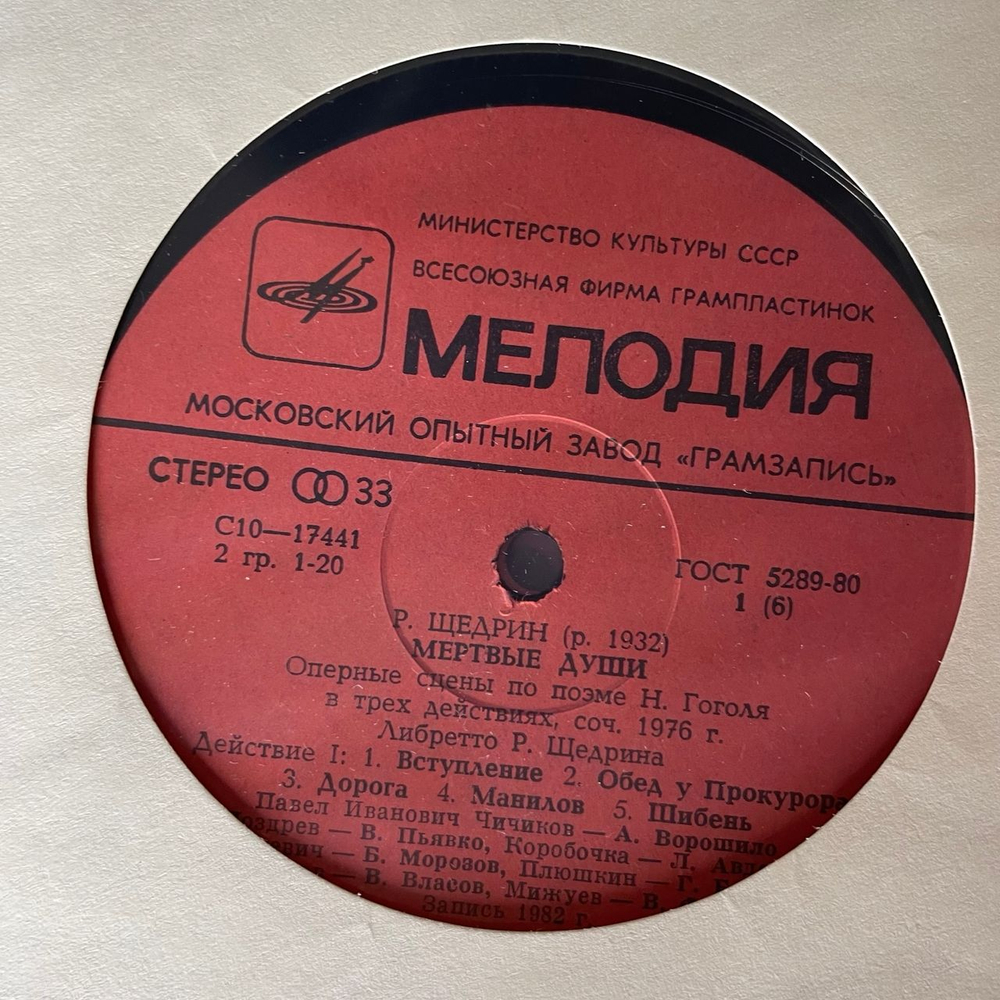 МИНИСТЕРСТВО КУЛЬТУРЫ СССР
ВСЕСОЮЗНАЯ ФИРМА ГРАМПЛАСТИНОК
МЕЛОДИЯ
МОСКОВСКИЙ ОПЫТНЫЙ ЗАВОД «ГРАМЗАПИСЬ»
СТЕРЕО 33
С10—17441
2 гр. 1-20
ГОСТ 5289-80
1 (6)
Р. ЩЕДРИН (р. 1932)
МЕРТВЫЕ ДУШИ
Оперные сцены по поэме Н. Гоголя
в трех действиях, соч. 1976 г.
Либретто Р. Щедрина
Действие I: 1. Вступление 2. Обед у Прокурора
3. Дорога 4. Манилов 5. Шибень
Павел Иванович Чичиков — А. Ворошило
— В. Пьявко, Коробочка — Л.
— Б. Морозов, Плюшкин — Г.
— В. Власов, Мижуев — В.
Запись 1982 г.